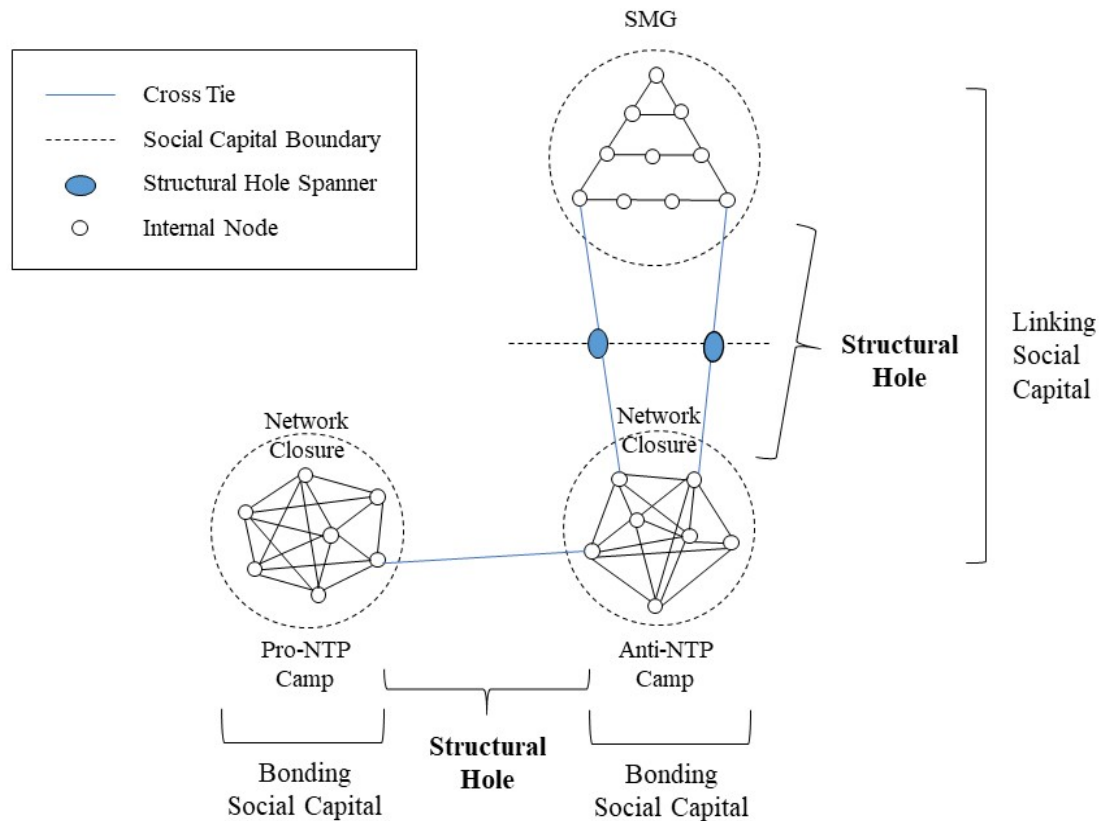 SMG
Cross Tie
Social Capital Boundary
Structural Hole Spanner
Internal Node
Structural
Hole
Linking
Social
Capital
Network
Closure
Network
Closure
Pro-NTP
Camp
Anti-NTP
Camp
Structural
Hole
Bonding
Social Capital
Bonding
Social Capital